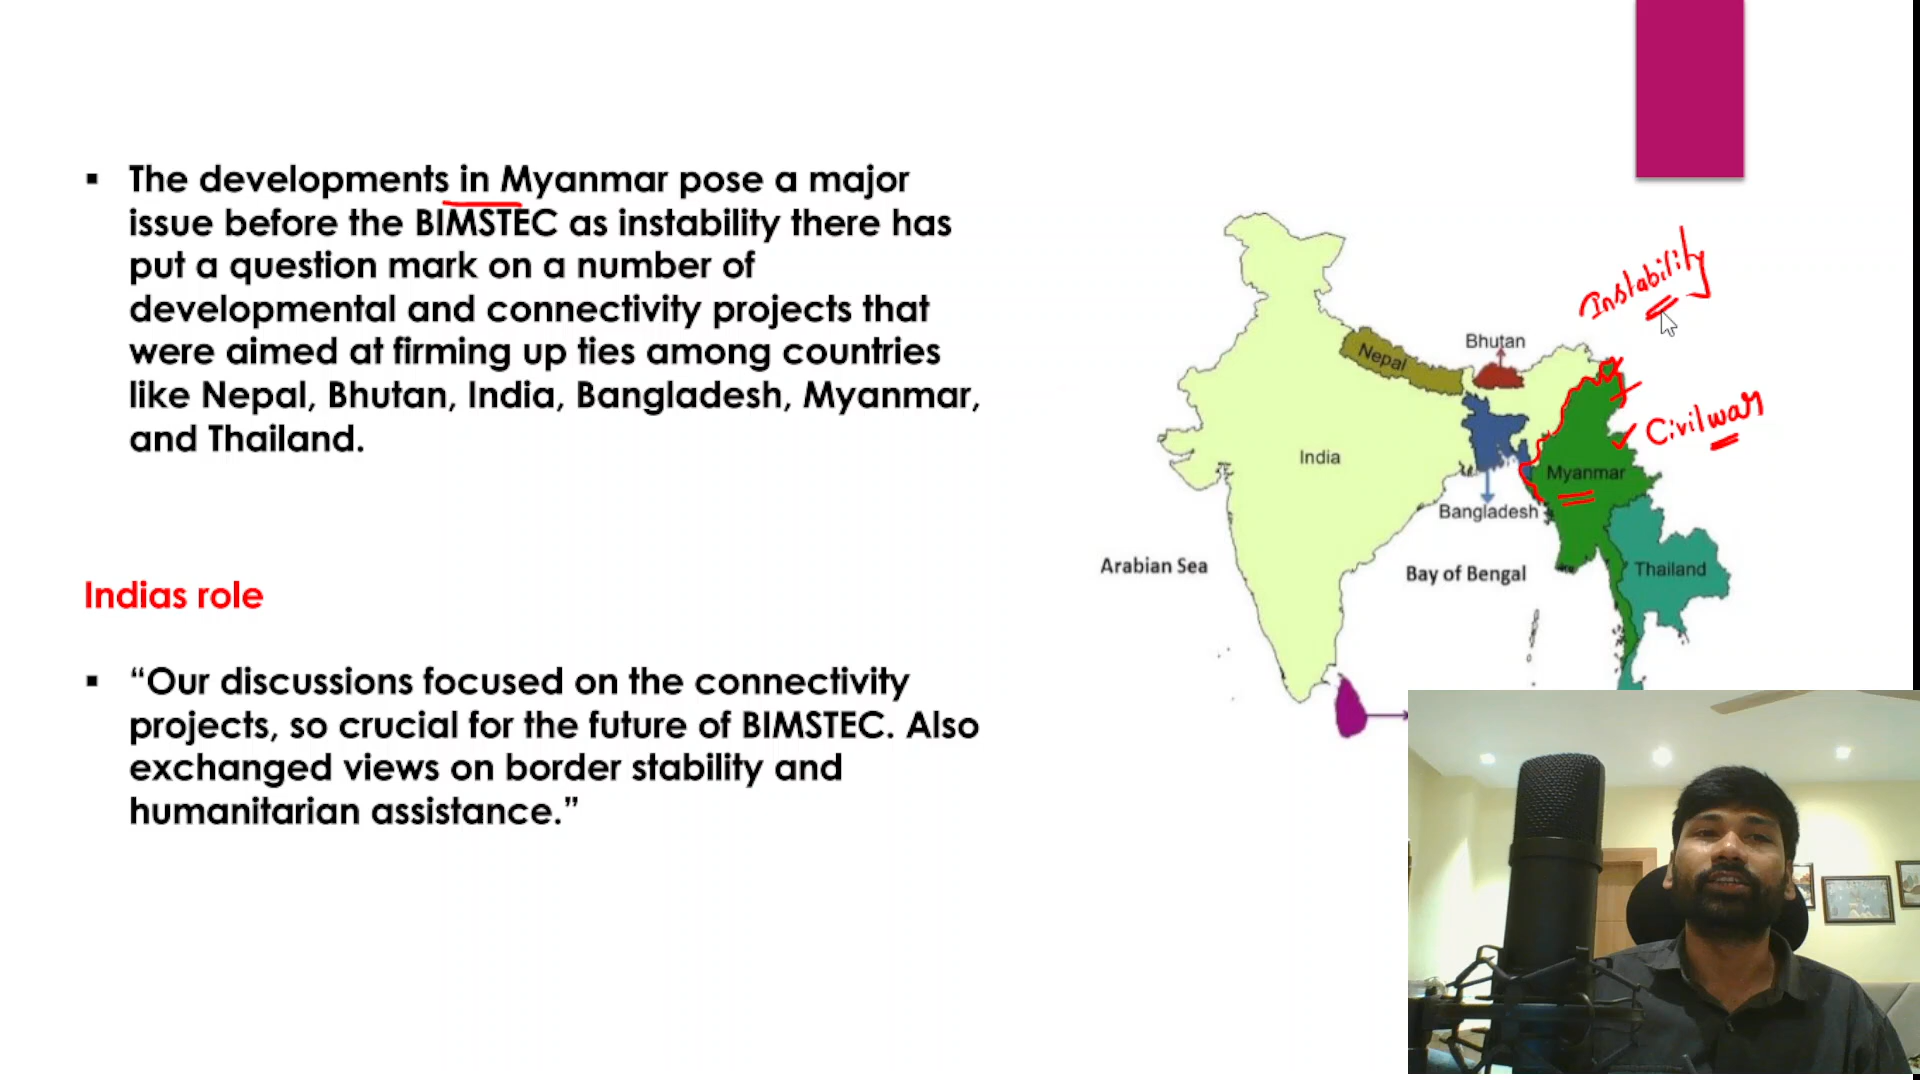 ▪ The developments in Myanmar pose a major
issue before the BIMSTEC as instability there has
put a question mark on a number of
developmental and connectivity projects that
were aimed at firming up ties among countries
like Nepal, Bhutan, India, Bangladesh, Myanmar,
and Thailand.
Indias role
▪ “Our discussions focused on the connectivity
projects, so crucial for the future of BIMSTEC. Also
exchanged views on border stability and
humanitarian assistance.”
Instability
Bhutan
Nepal
Civil war
India
Myanmar
Bangladesh
Arabian Sea
Bay of Bengal
Thailand